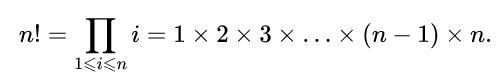 n! = ∏ 1⩽i⩽n i = 1 × 2 × 3 × … × (n − 1) × n.